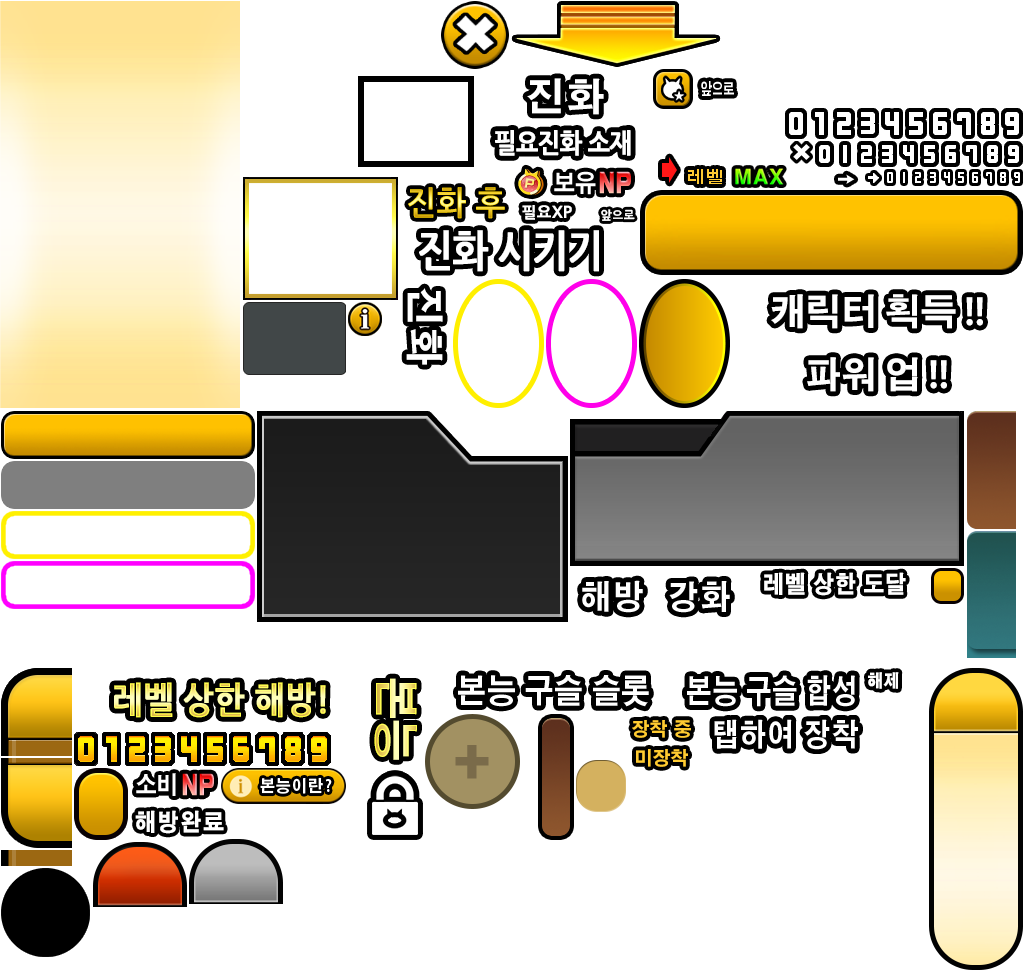 진화
앞으로
필요진화 소재
0123456789
×0123456789
레벨 MAX
→ →0123456789
진화 후
보유NP
필요XP
앞으로
진화 시키기
진화
캐릭터 획득!!
파워 업!!
해방
강화
레벨 상한 도달
레벨 상한 해방!
0123456789
소비NP
본능이란?
해방완료
본능
본능 구슬 슬롯
장착 중
미장착
본능 구슬 합성
해제
탭하여 장착